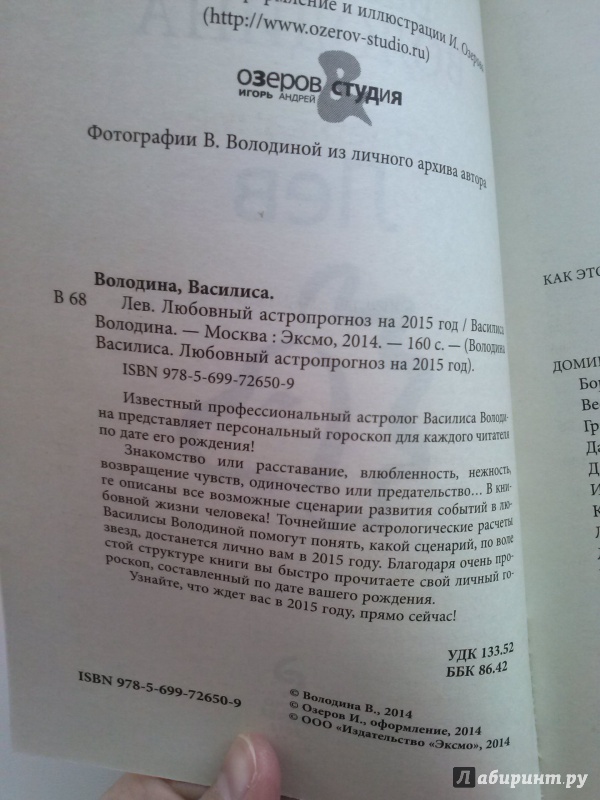 и иллюстрации И. Озерова
(http://www.ozerov-studio.ru)
озеров & студия
ИГОРЬ АНДРЕЙ
Фотографии В. Володиной из личного архива автора
Лев
Володина, Василиса.
В 68
Лев. Любовный астропрогноз на 2015 год / Василиса
Володина. — Москва : Эксмо, 2014. — 160 с. — (Володина
Василиса. Любовный астропрогноз на 2015 год).
ISBN 978-5-699-72650-9
Известный профессиональный астролог Василиса Володи-
на представляет персональный гороскоп для каждого читателя
по дате его рождения!
Знакомство или расставание, влюбленность, нежность,
возвращение чувств, одиночество или предательство... В кни-
ге описаны все возможные сценарии развития событий в лю-
бовной жизни человека! Точнейшие астрологические расчеты
Василисы Володиной помогут понять, какой сценарий, по воле
звезд, достанется лично вам в 2015 году. Благодаря очень про-
стой структуре книги вы быстро прочитаете свой личный го-
роскоп, составленный по дате вашего рождения.
Узнайте, что ждет вас в 2015 году, прямо сейчас!
УДК 133.52
ББК 86.42
ISBN 978-5-699-72650-9
© Володина В., 2014
© Озеров И., оформление, 2014
© ООО «Издательство «Эксмо», 2014
КАК ЭТО
Лабиринт.ру